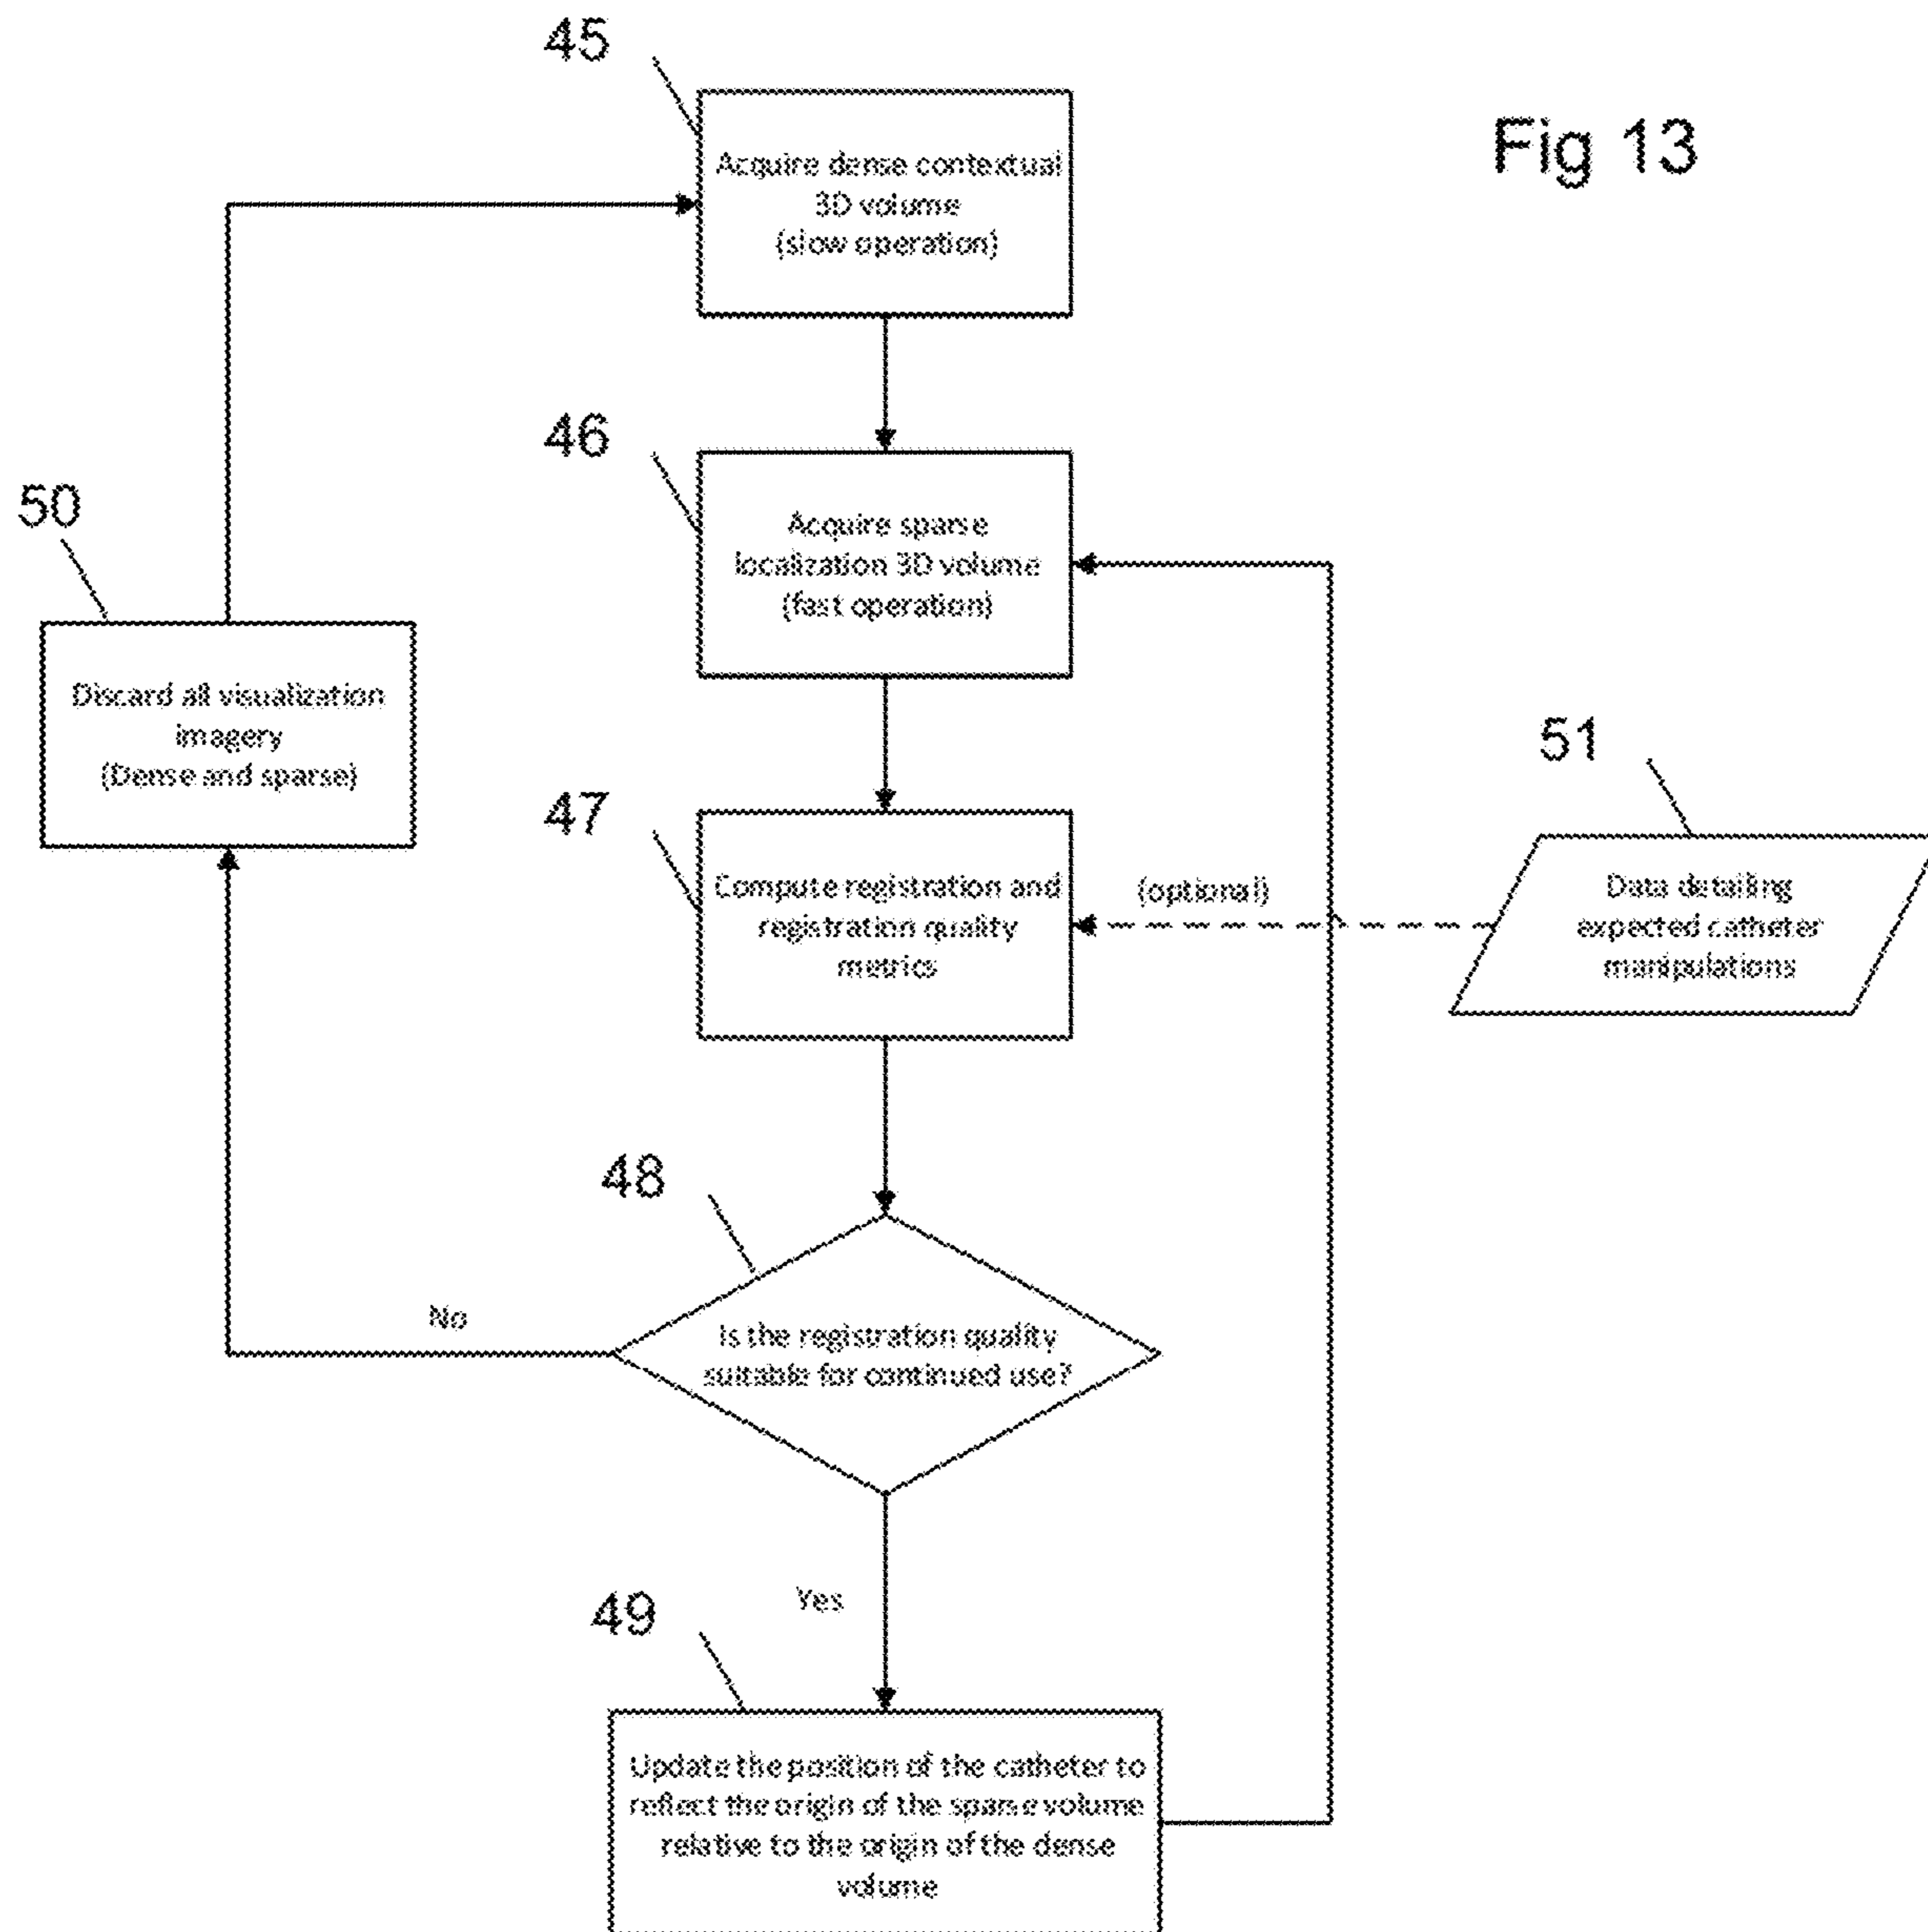 Fig 13
45
Acquire dense contextual
3D volume
(slow operation)
46
Acquire sparse
localization 3D volume
(fast operation)
50
Discard all visualization
imagery
(Dense and sparse)
47
Compute registration and
registration quality
metrics
(optional)
51
Data detailing
expected catheter
manipulations
48
Is the registration quality
suitable for continued use?
No
Yes
49
Update the position of the catheter to
reflect the origin of the sparse volume
relative to the origin of the dense
volume